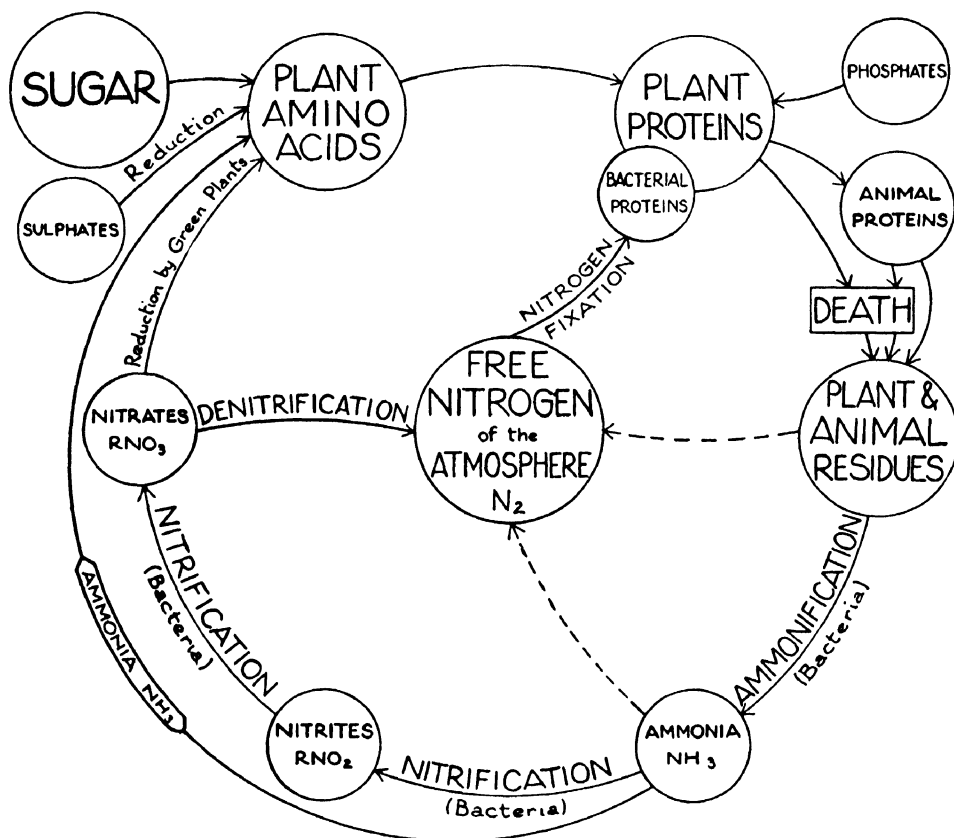 SUGAR
PLANT
AMINO
ACIDS
PLANT
PROTEINS
PHOSPHATES
Reduction
SULPHATES
Reduction by Green Plants
BACTERIAL
PROTEINS
ANIMAL
PROTEINS
NITROGEN
FIXATION
DEATH
NITRATES
RNO₃
DENITRIFICATION
FREE
NITROGEN
of the
ATMOSPHERE
N₂
PLANT &
ANIMAL
RESIDUES
NITRIFICATION
(Bacteria)
AMMONIFICATION
(Bacteria)
AMMONIA NH₃
NITRITES
RNO₂
NITRIFICATION
(Bacteria)
AMMONIA
NH₃